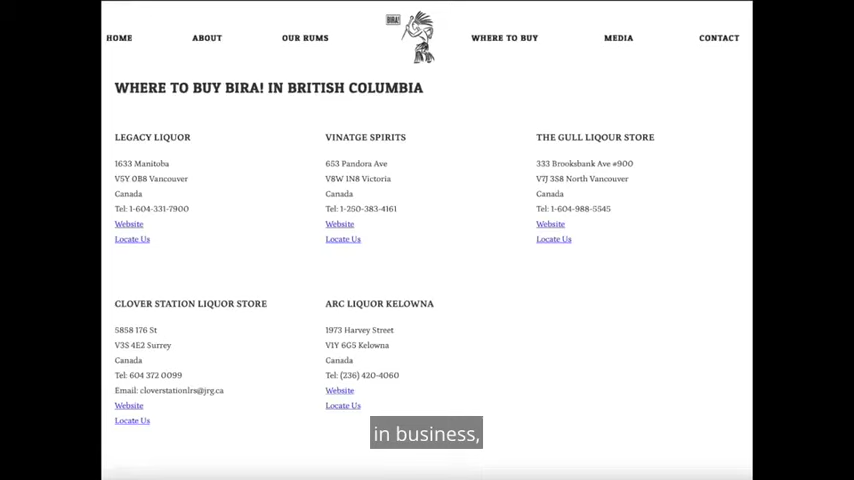 BIRA!
HOME ABOUT OUR RUMS WHERE TO BUY MEDIA CONTACT
WHERE TO BUY BIRA! IN BRITISH COLUMBIA
LEGACY LIQUOR
1633 Manitoba
V5Y 0B8 Vancouver
Canada
Tel: 1-604-331-7900
Website
Locate Us
VINATGE SPIRITS
653 Pandora Ave
V8W 1N8 Victoria
Canada
Tel: 1-250-383-4161
Website
Locate Us
THE GULL LIQOUR STORE
333 Brooksbank Ave #900
V7J 3S8 North Vancouver
Canada
Tel: 1-604-988-5545
Website
Locate Us
CLOVER STATION LIQUOR STORE
5858 176 St
V3S 4E2 Surrey
Canada
Tel: 604 372 0099
Email: cloverstationlrs@jrg.ca
Website
Locate Us
ARC LIQUOR KELOWNA
1973 Harvey Street
V1Y 6G5 Kelowna
Canada
Tel: (236) 420-4060
Website
Locate Us
in business,